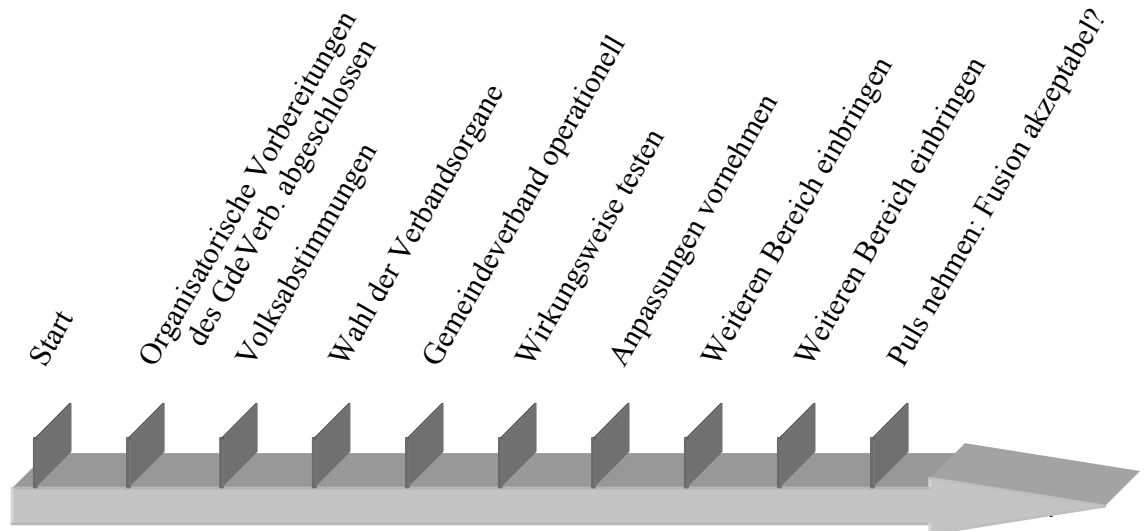 Start
Organisatorische Vorbereitungen
des GdeVerb. abgeschlossen
Volksabstimmungen
Wahl der Verbandsorgane
Gemeindeverband operationell
Wirkungsweise testen
Anpassungen vornehmen
Weiteren Bereich einbringen
Weiteren Bereich einbringen
Puls nehmen: Fusion akzeptabel?